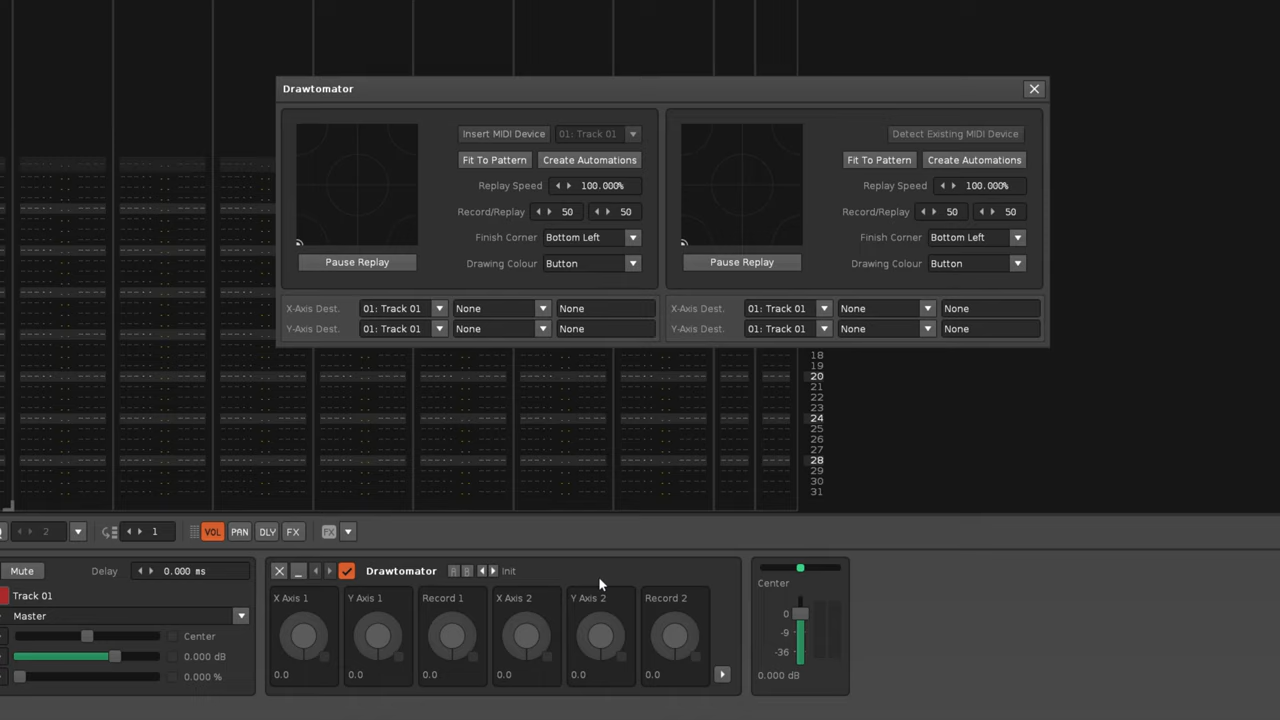 Drawtomator
Insert MIDI Device 01: Track 01
Fit To Pattern Create Automations
Replay Speed 100.000%
Record/Replay 50 50
Finish Corner Bottom Left
Drawing Colour Button
Pause Replay
X-Axis Dest. 01: Track 01 None None
Y-Axis Dest. 01: Track 01 None None
Detect Existing MIDI Device
Fit To Pattern Create Automations
Replay Speed 100.000%
Record/Replay 50 50
Finish Corner Bottom Left
Drawing Colour Button
Pause Replay
X-Axis Dest. 01: Track 01 None None
Y-Axis Dest. 01: Track 01 None None
18
19
20
21
22
23
24
25
26
27
28
29
30
31
2 1 VOL PAN DLY FX FX
Mute Delay 0.000 ms
Track 01
Master
Center
0.000 dB
0.000 %
Drawtomator A B Init
X Axis 1 Y Axis 1 Record 1 X Axis 2 Y Axis 2 Record 2
0.0 0.0 0.0 0.0 0.0 0.0
Center
0
-9
-36
0.000 dB